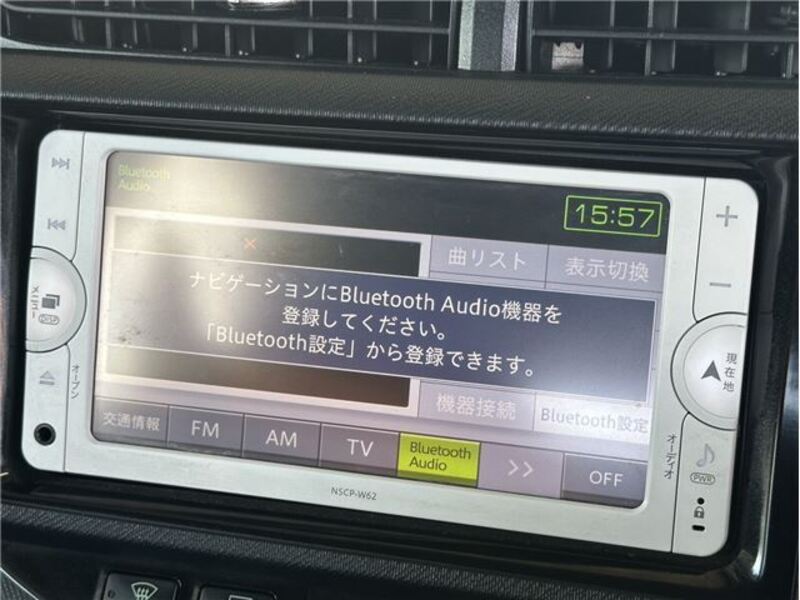 Bluetooth
Audio
15:57
曲リスト
表示切換
ナビゲーションにBluetooth Audio機器を
登録してください。
「Bluetooth設定」から登録できます。
機器接続
Bluetooth設定
交通情報
FM
AM
TV
Bluetooth
Audio
>>
OFF
メニュー
DISP
オープン
現在地
オーディオ
PWR
NSCP-W62